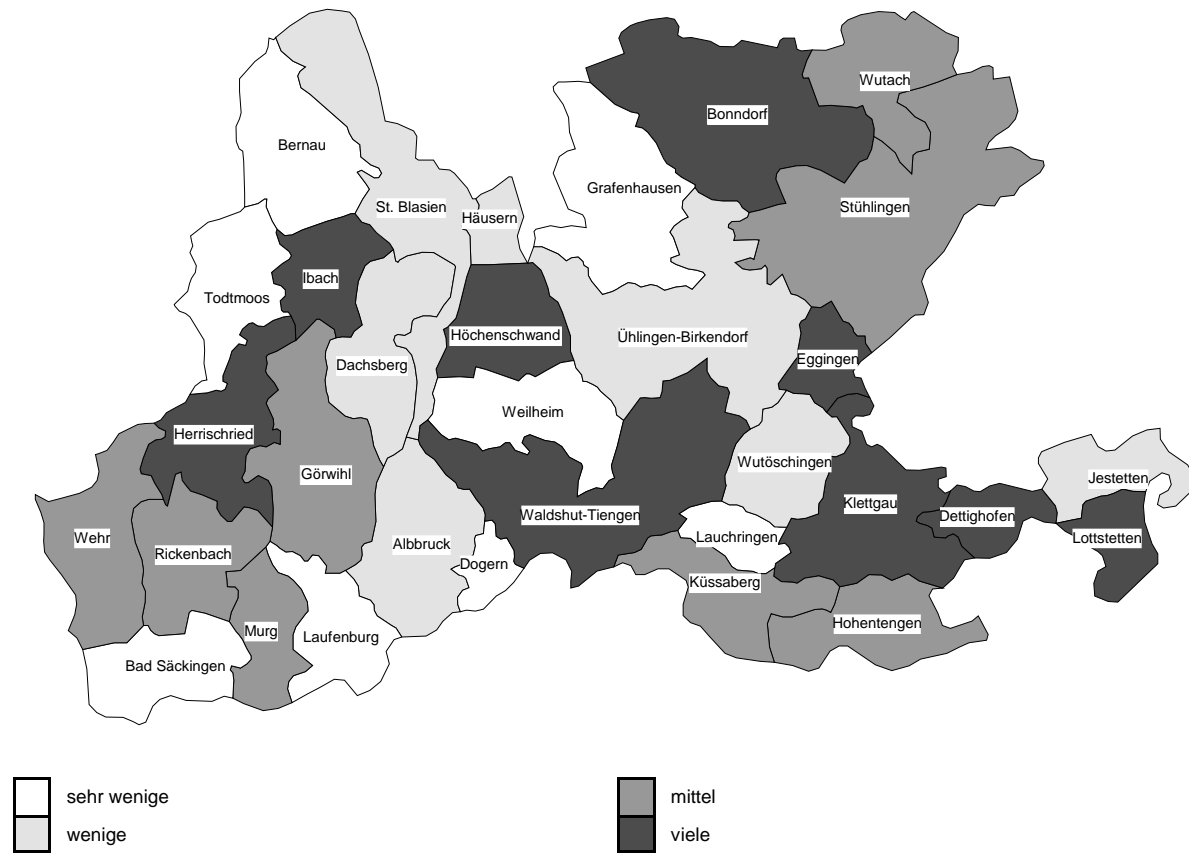 Wutach
Bonndorf
Bernau
Grafenhausen
St. Blasien
Häusern
Stühlingen
Ibach
Todtmoos
Höchenschwand
Ühlingen-Birkendorf
Eggingen
Dachsberg
Weilheim
Herrischried
Wutöschingen
Görwihl
Jestetten
Klettgau
Waldshut-Tiengen
Dettighofen
Wehr
Lauchringen
Lottstetten
Albbruck
Rickenbach
Dogern
Küssaberg
Hohentengen
Murg
Laufenburg
Bad Säckingen
sehr wenige
wenige
mittel
viele